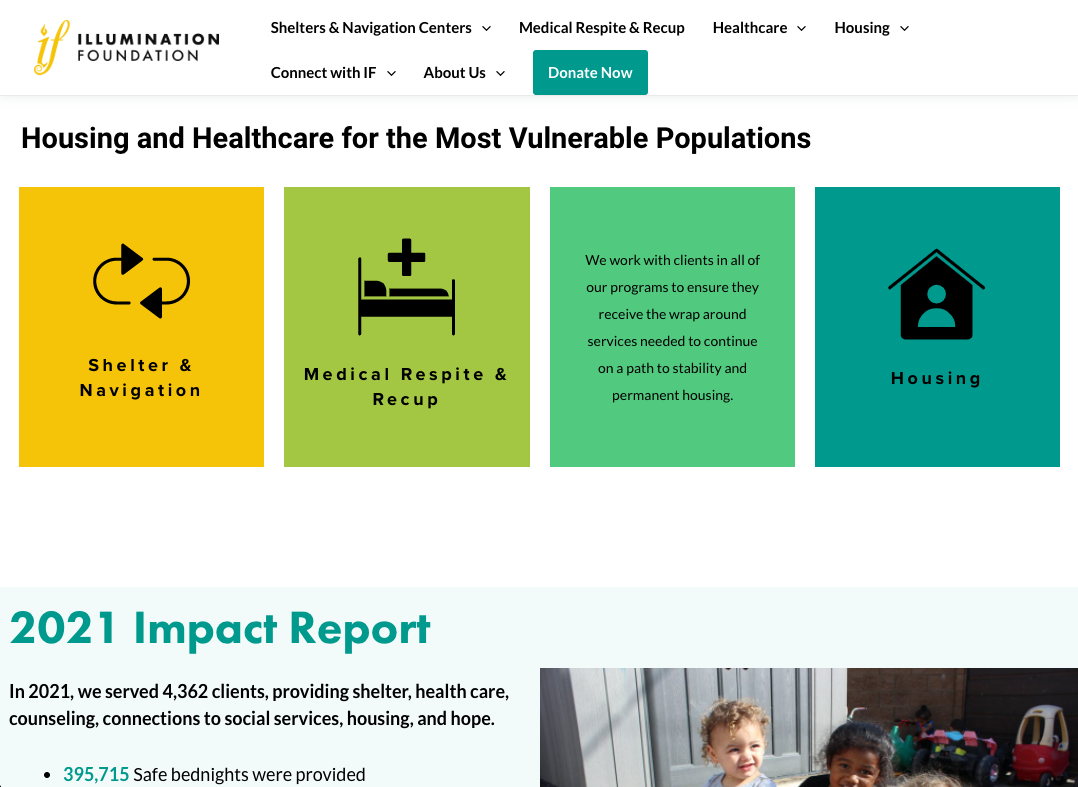 if ILLUMINATION
FOUNDATION
Shelters & Navigation Centers
Medical Respite & Recup
Healthcare
Housing
Connect with IF
About Us
Donate Now
Housing and Healthcare for the Most Vulnerable Populations
Shelter &
Navigation
Medical Respite &
Recup
We work with clients in all of
our programs to ensure they
receive the wrap around
services needed to continue
on a path to stability and
permanent housing.
Housing
2021 Impact Report
In 2021, we served 4,362 clients, providing shelter, health care,
counseling, connections to social services, housing, and hope.
• 395,715 Safe bednights were provided